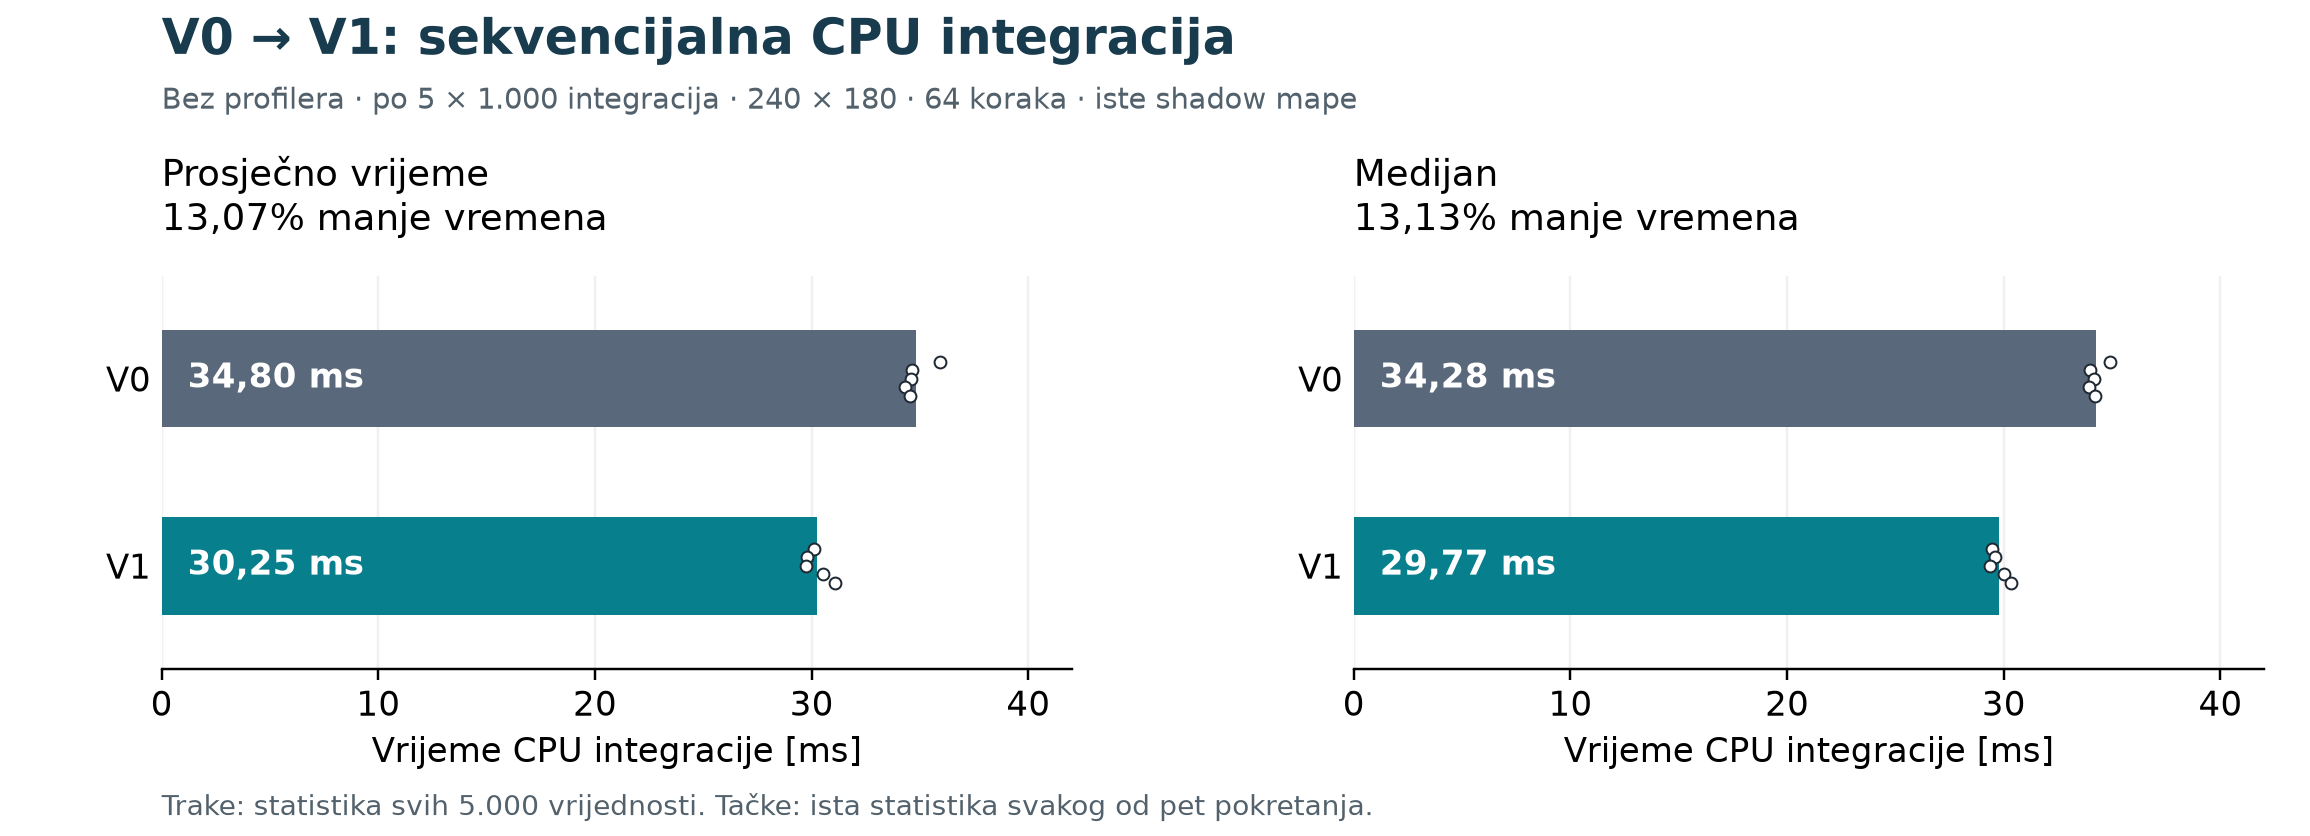 V0 → V1: sekvencijalna CPU integracija
Bez profilera · po 5 × 1.000 integracija · 240 × 180 · 64 koraka · iste shadow mape
Prosječno vrijeme
13,07% manje vremena
V0
34,80 ms
V1
30,25 ms
0 10 20 30 40
Vrijeme CPU integracije [ms]
Medijan
13,13% manje vremena
V0
34,28 ms
V1
29,77 ms
0 10 20 30 40
Vrijeme CPU integracije [ms]
Trake: statistika svih 5.000 vrijednosti. Tačke: ista statistika svakog od pet pokretanja.